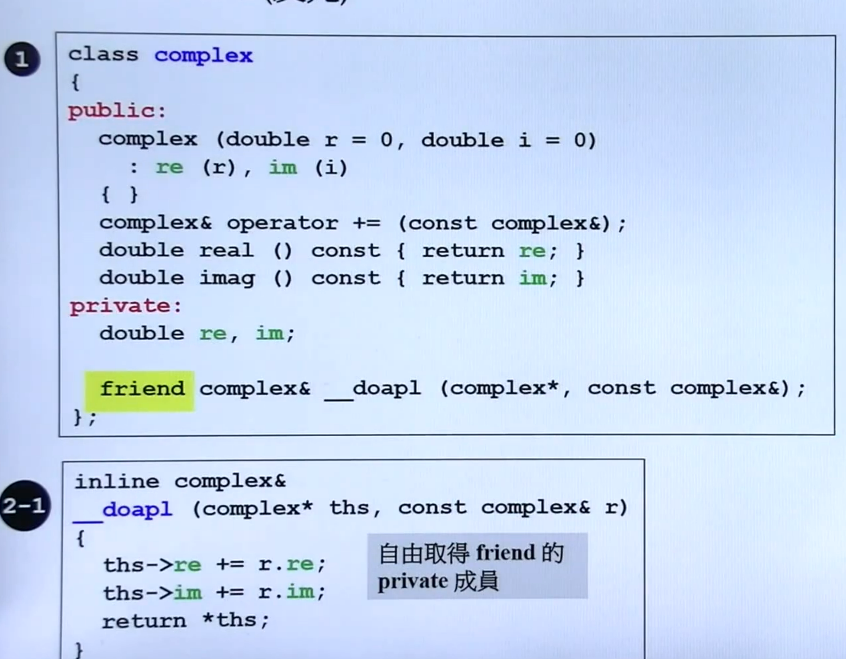 1
class complex
{
public:
complex (double r = 0, double i = 0)
: re (r), im (i)
{ }
complex& operator += (const complex&);
double real () const { return re; }
double imag () const { return im; }
private:
double re, im;
friend complex& __doapl (complex*, const complex&);
};
2-1
inline complex&
__doapl (complex* ths, const complex& r)
{
ths->re += r.re;
ths->im += r.im;
return *ths;
}
自由取得 friend 的
private 成員